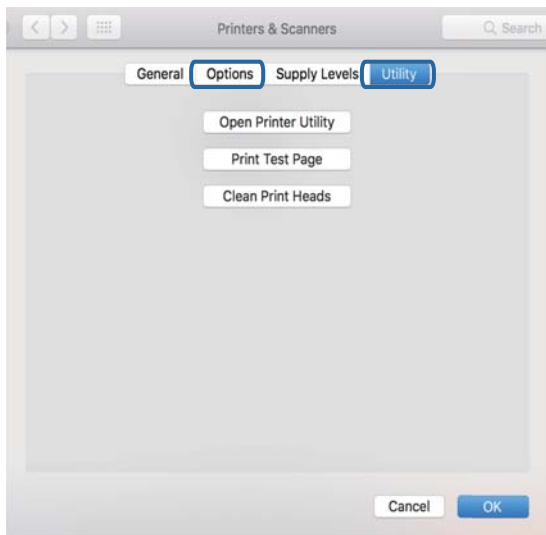 Printers & Scanners Search
General Options Supply Levels Utility
Open Printer Utility
Print Test Page
Clean Print Heads
Cancel OK